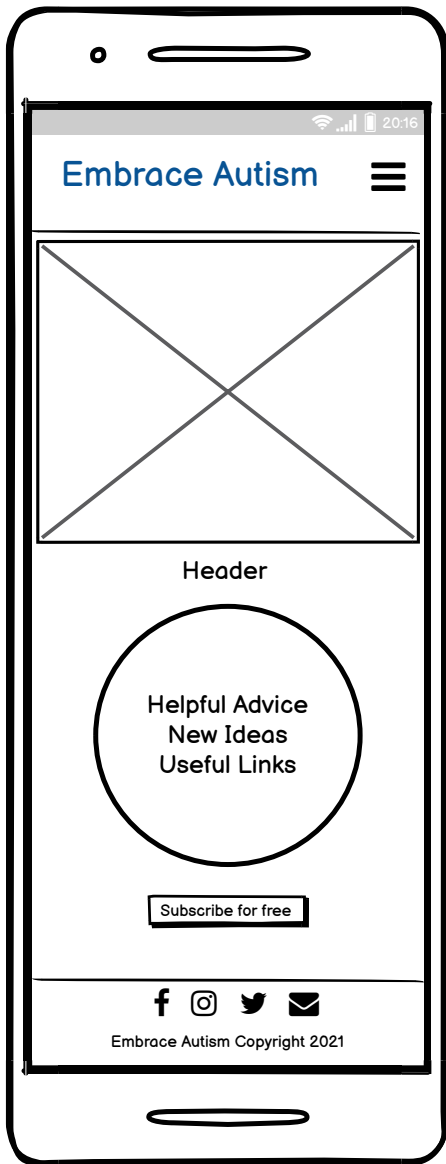 20:16
Embrace Autism
Header
Helpful Advice
New Ideas
Useful Links
Subscribe for free
Embrace Autism Copyright 2021